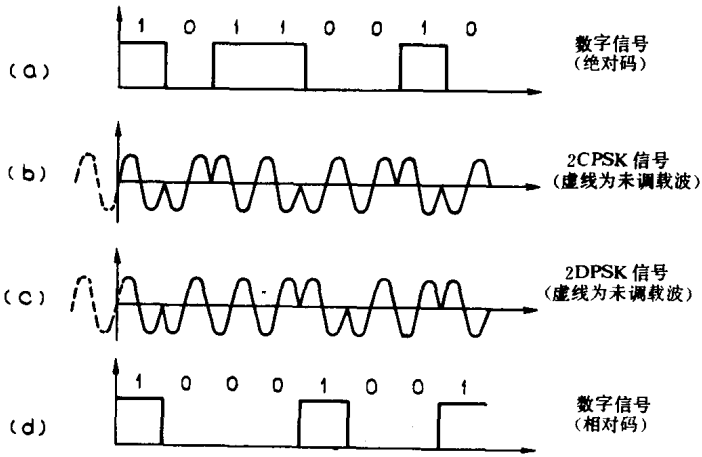 1 0 1 1 0 0 1 0
(a)
数字信号
(绝对码)
(b)
2CPSK 信号
(虚线为未调载波)
(c)
2DPSK 信号
(虚线为未调载波)
1 0 0 0 1 0 0 1
(d)
数字信号
(相对码)